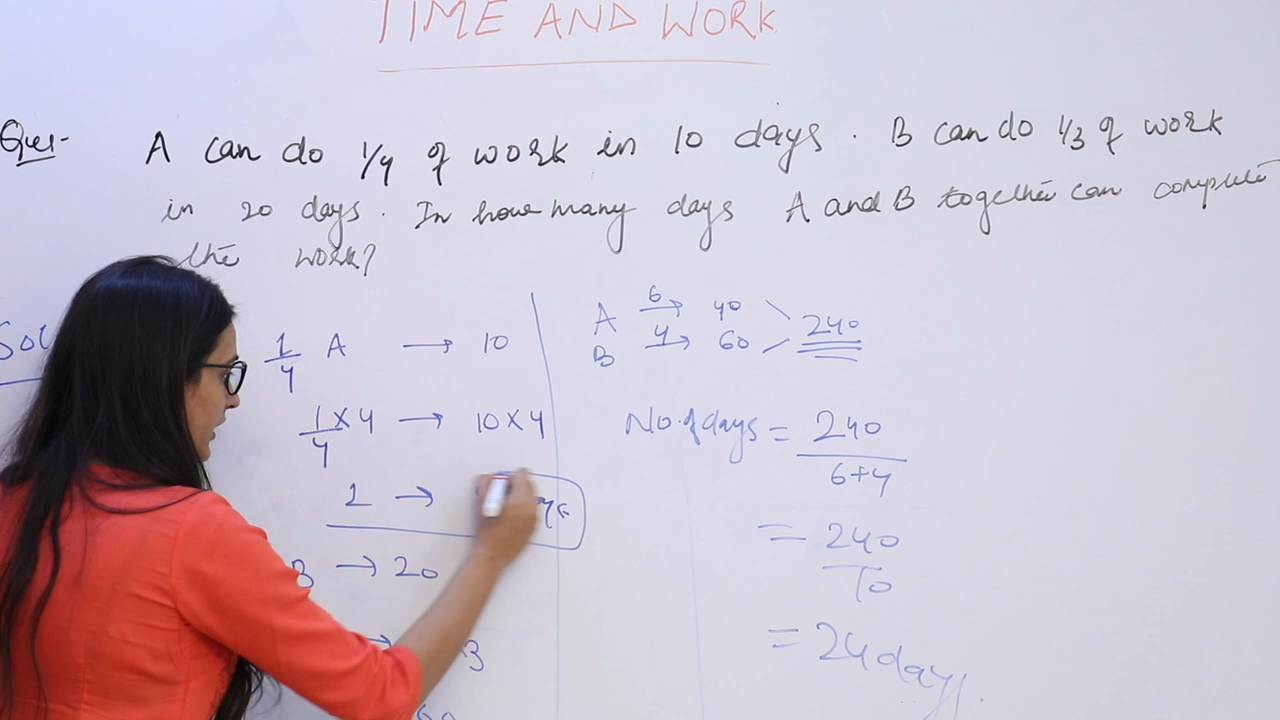 TIME AND WORK
Ques- A can do 1/4 of work in 10 days. B can do 1/3 of work
in 20 days. In how many days A and B together can complete
the work?
Sol
1/4 A → 10
1/4 × 4 → 10 × 4
1 →
B → 20
→ 3
60
A 6→ 40
B 4→ 60
240
No. of days = 240/6+4
= 240/10
= 24 days.